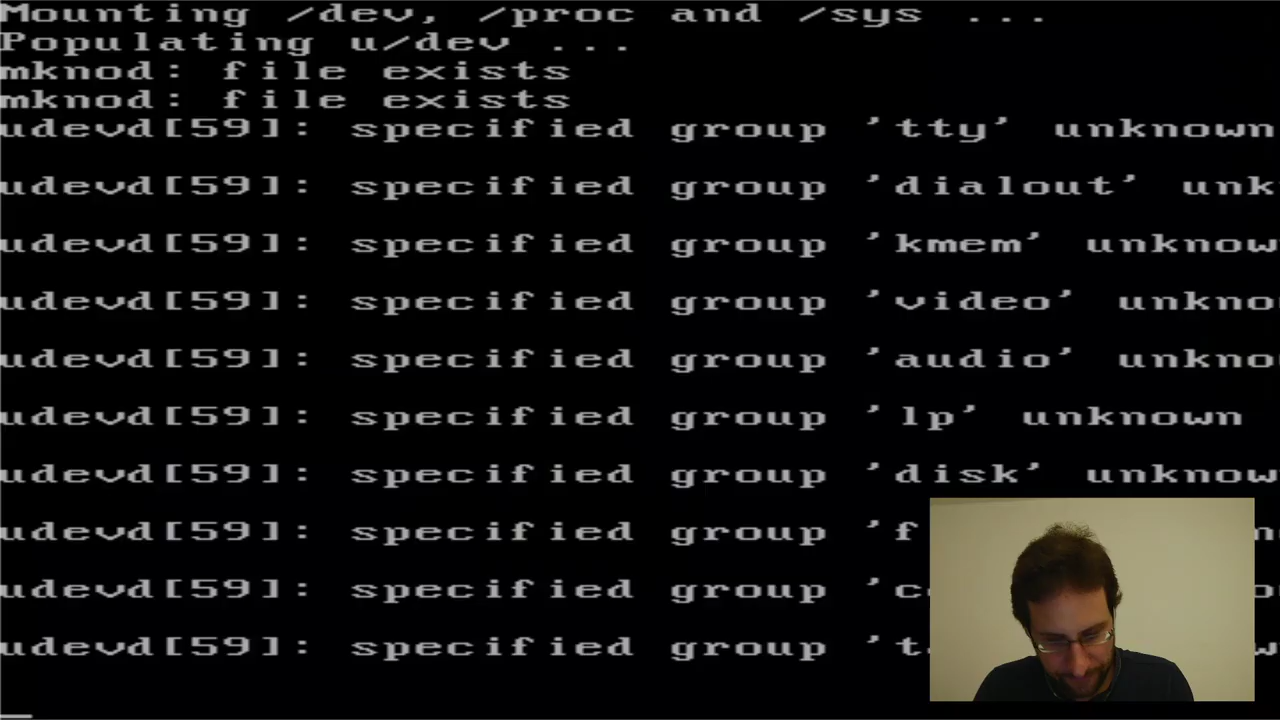 Mounting /dev, /proc and /sys ...
Populating u/dev ...
mknod: file exists
mknod: file exists
udevd[59]: specified group 'tty' unknown
udevd[59]: specified group 'dialout' unk
udevd[59]: specified group 'kmem' unknow
udevd[59]: specified group 'video' unkno
udevd[59]: specified group 'audio' unkno
udevd[59]: specified group 'lp' unknown
udevd[59]: specified group 'disk' unknow
udevd[59]: specified group 'f
udevd[59]: specified group 'c
udevd[59]: specified group 't